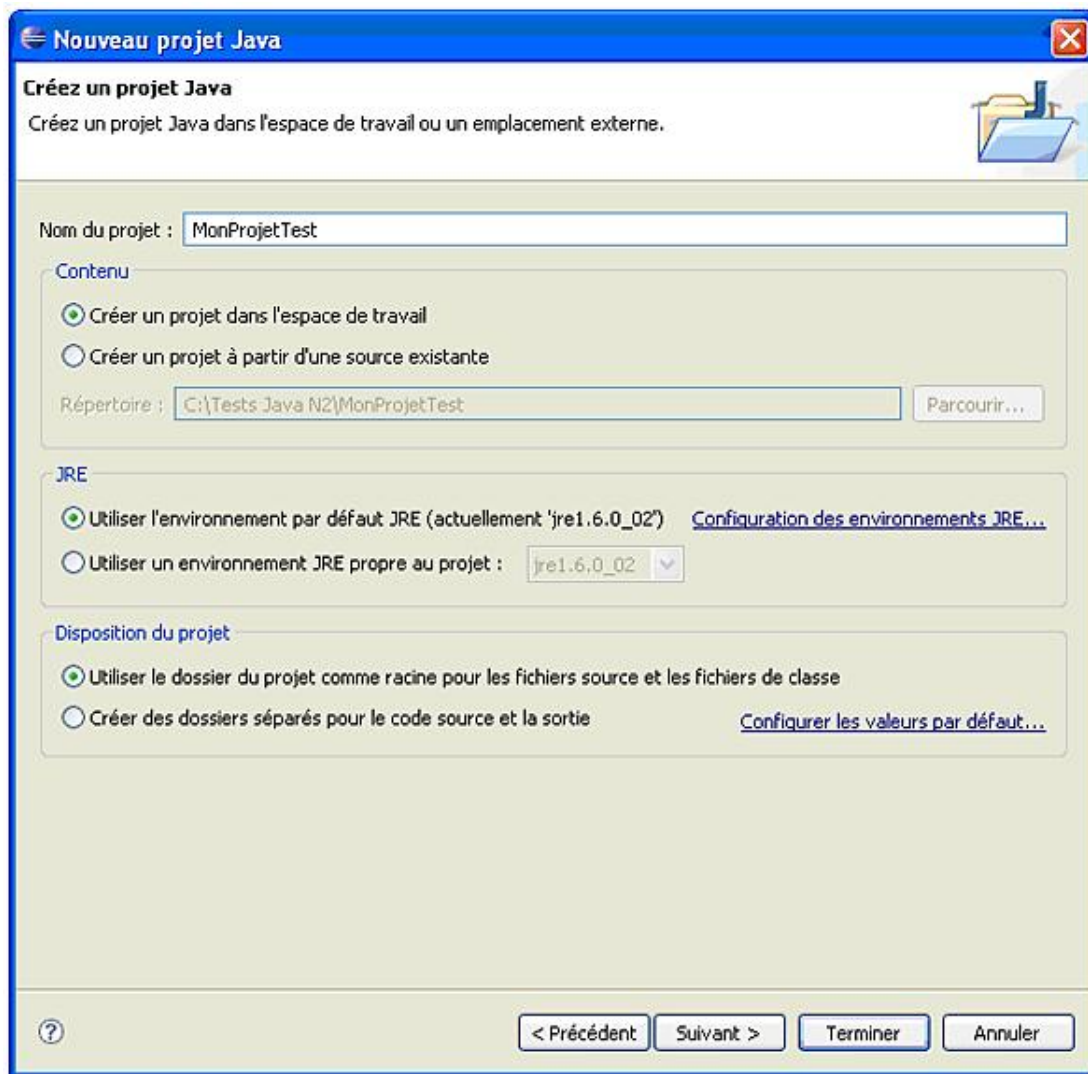 Nouveau projet Java
Créez un projet Java
Créez un projet Java dans l'espace de travail ou un emplacement externe.
Nom du projet : MonProjetTest
Contenu
Créer un projet dans l'espace de travail
Créer un projet à partir d'une source existante
Répertoire : C:\Tests Java N2\MonProjetTest Parcourir...
JRE
Utiliser l'environnement par défaut JRE (actuellement 'jre1.6.0_02') Configuration des environnements JRE...
Utiliser un environnement JRE propre au projet : jre1.6.0_02
Disposition du projet
Utiliser le dossier du projet comme racine pour les fichiers source et les fichiers de classe
Créer des dossiers séparés pour le code source et la sortie Configurer les valeurs par défaut...
? < Précédent Suivant > Terminer Annuler